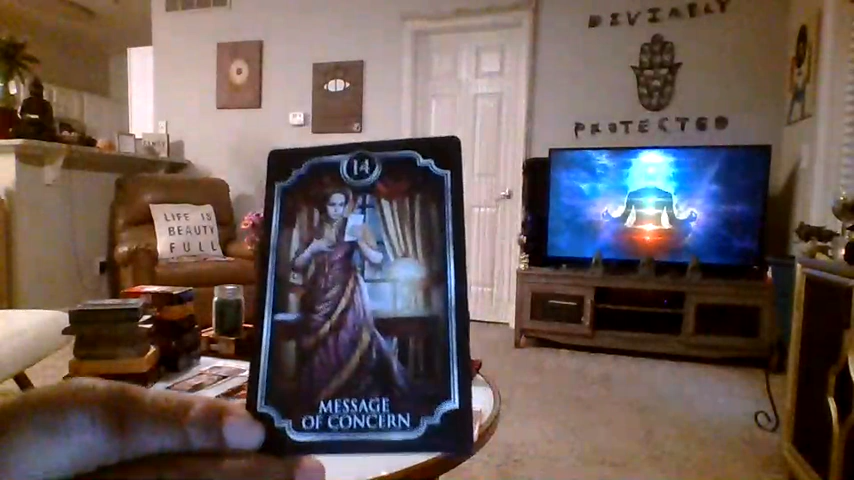 DIVINELY
PROTECTED
LIFE IS
BEAUTY
FULL
14
MESSAGE
OF CONCERN